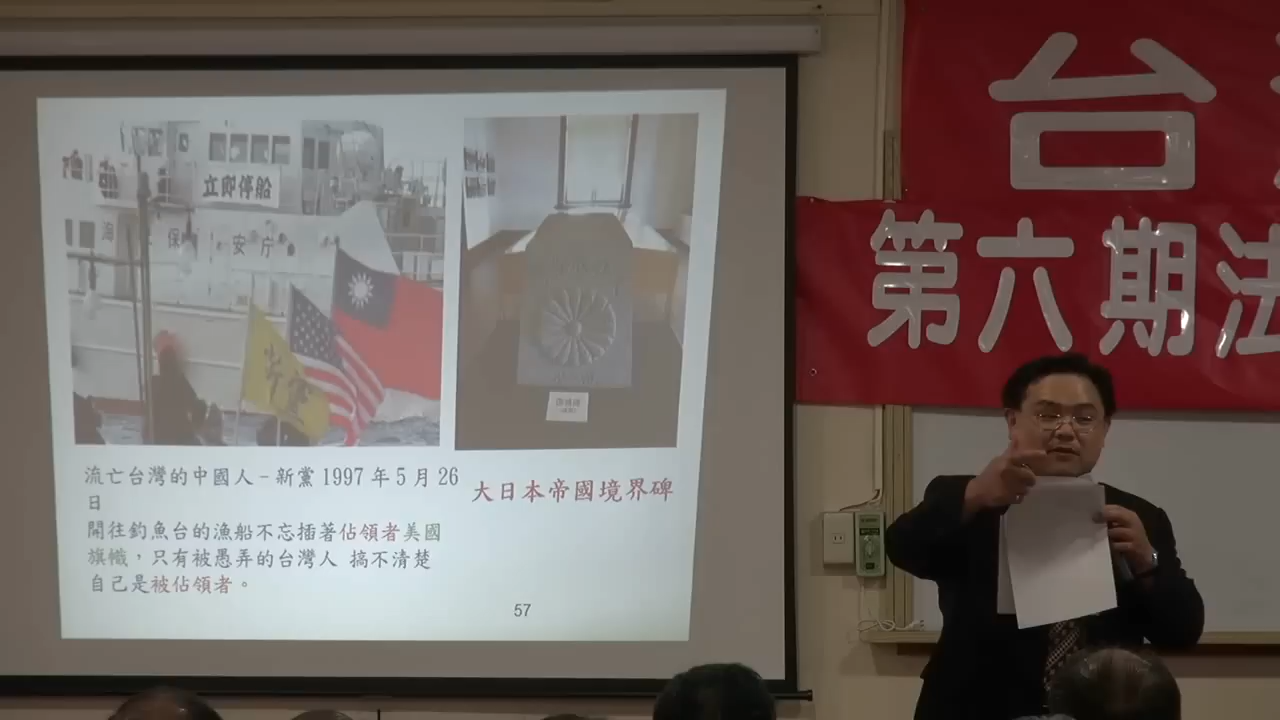 立即停船
海 保 安庁
新黨
流亡台灣的中國人－新黨 1997 年 5 月 26
日
開往釣魚台的漁船不忘插著佔領者美國
旗幟，只有被愚弄的台灣人 搞不清楚
自己是被佔領者。
大日本帝國境界碑
57
台
第六期法